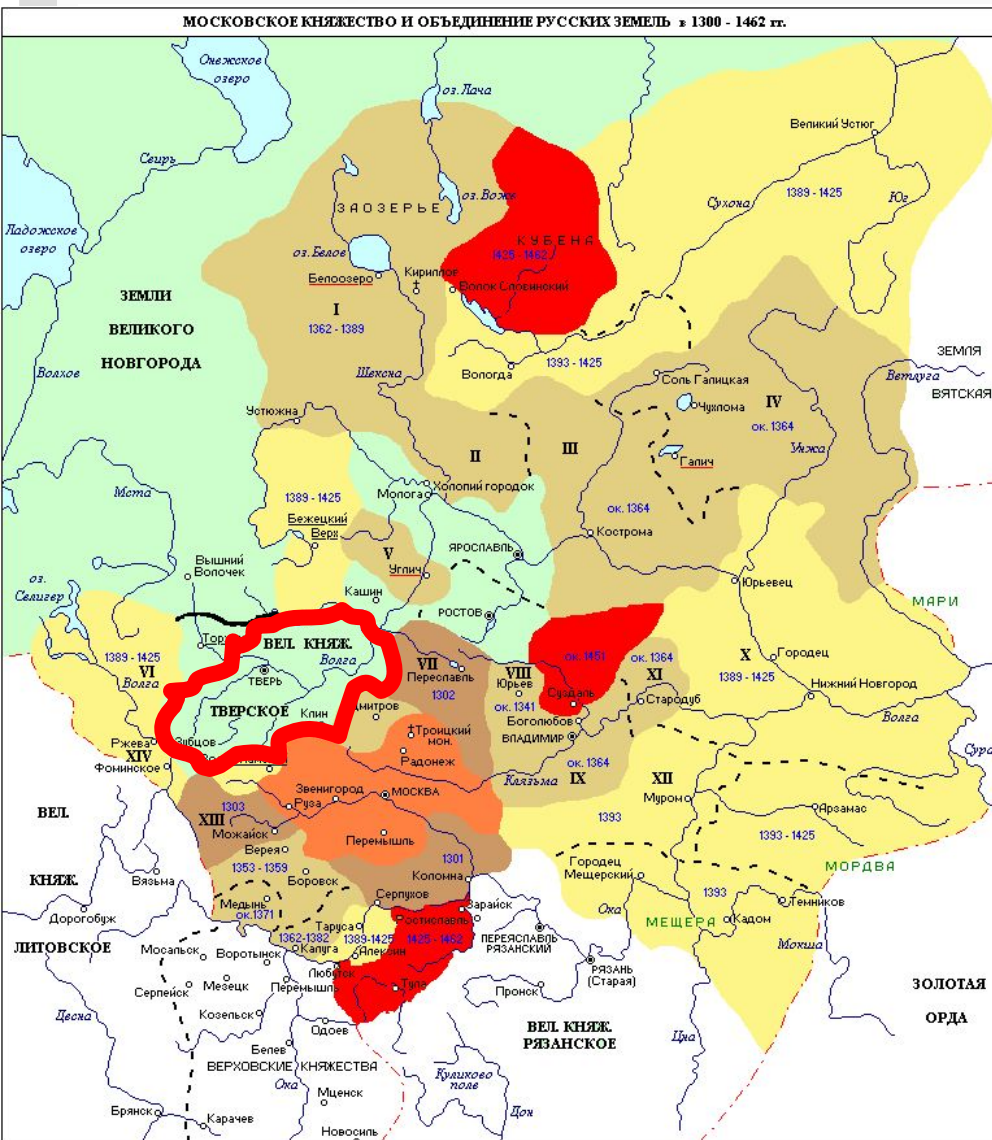 МОСКОВСКОЕ КНЯЖЕСТВО И ОБЪЕДИНЕНИЕ РУССКИХ ЗЕМЕЛЬ в 1300 - 1462 гг.
Онежское
озеро
оз. Лача
Великий Устюг
Свирь
1389 - 1425
Сухона
Юг
оз. Воже
ЗАОЗЕРЬЕ
Ладожское
озеро
КУБЕНА
1425 - 1462
оз. Белое
Белоозеро
Кириллов
Волок Словинский
ЗЕМЛИ
ВЕЛИКОГО
НОВГОРОДА
I
1362 - 1389
1393 - 1425
Вологда
ЗЕМЛЯ
ВЯТСКАЯ
Волхов
Шексна
Соль Галицкая
Ветлуга
Чухлома
IV
ок. 1364
Устюжна
Унжа
II
III
Галич
Мста
1389 - 1425
Молога
Холопий городок
ок. 1364
Бежецкий
Верх
Кострома
V
ЯРОСЛАВЛЬ
Вышний
Волочек
Углич
оз.
Селигер
Кашин
РОСТОВ
Юрьевец
МАРИ
ВЕЛ. КНЯЖ.
Волга
1389 - 1425
VI
Волга
ТВЕРЬ
VII
Переславль
1302
VIII
Юрьев
ок. 1341
ок. 1451
ок. 1364
XI
Суздаль
Стародуб
X
1389 - 1425
Городец
Нижний Новгород
Волга
ТВЕРСКОЕ
Клин
Боголюбов
ВЛАДИМИР
Троицкий
мон.
Радонеж
Ржева
XIV
Фоминское
Сура
ок. 1364
Клязьма
IX
XII
Звенигород
Руза
МОСКВА
Муром
Арзамас
ВЕЛ.
1303
XIII
Можайск
Перемышль
1393
1393 - 1425
Верея
1353 - 1359
1301
Коломна
Городец
Мещерский
МОРДВА
КНЯЖ.
Вязьма
Боровск
Дорогобуж
Медынь
ок. 1371
Серпухов
Зарайск
Ока
1393
МЕЩЕРА
Кадом
Темников
Таруса
1425 - 1462
ПЕРЕЯСЛАВЛЬ
РЯЗАНСКИЙ
ЛИТОВСКОЕ
1362-1382
1389-1425
Калуга
Алексин
Мокша
Мосальск
Воротынск
Любутск
РЯЗАНЬ
(Старая)
Серпейск
Мезецк
Перемышль
Тула
Пронск
ЗОЛОТАЯ
ОРДА
Десна
Козельск
Одоев
ВЕЛ. КНЯЖ.
РЯЗАНСКОЕ
Цна
Белев
ВЕРХОВСКИЕ КНЯЖЕСТВА
Ока
Куликово
поле
Мценск
Дон
Брянск
Карачев
Новосиль